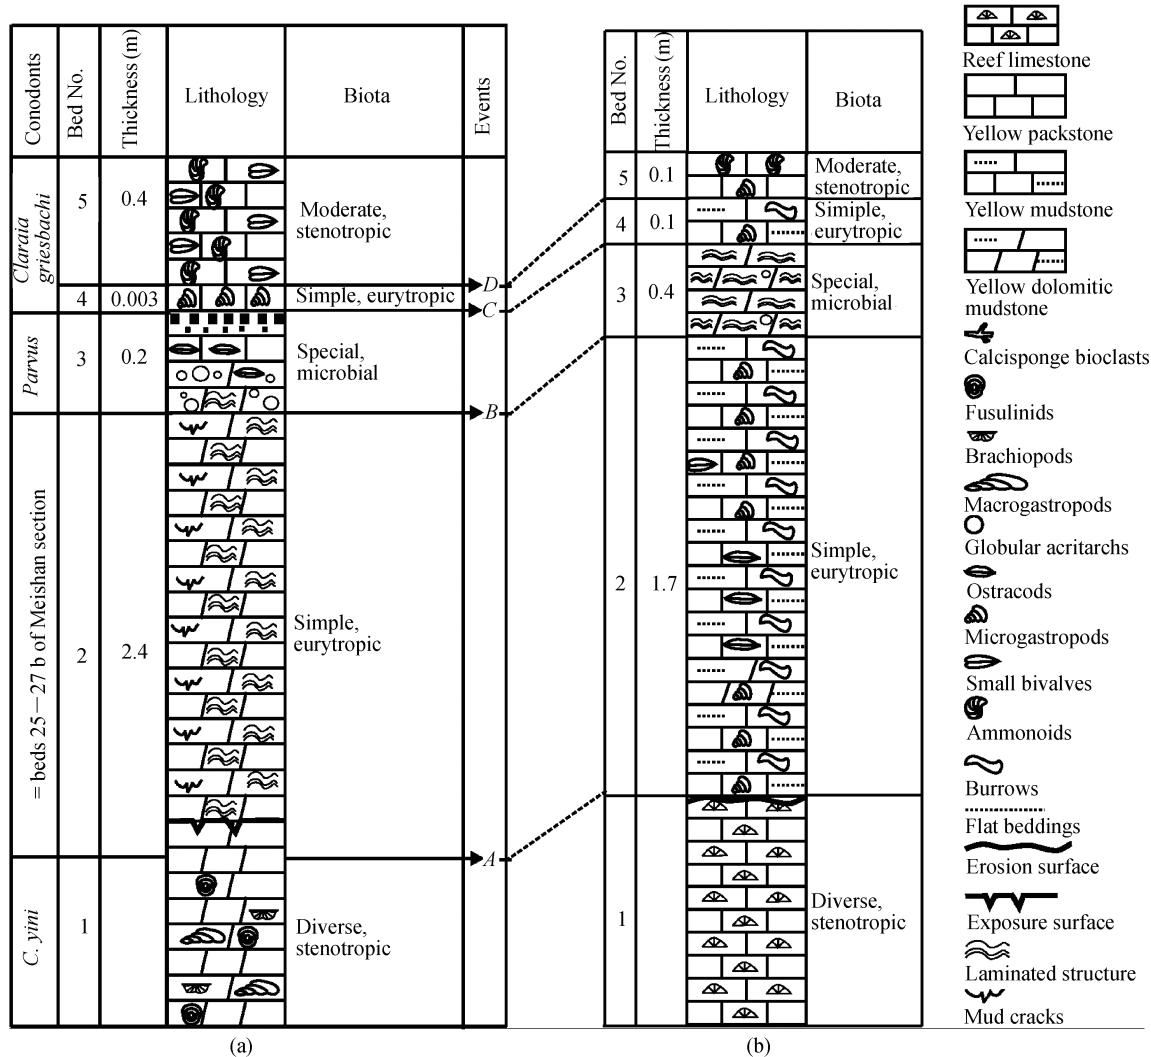 Conodonts
Bed No.
Thickness (m)
Lithology
Biota
Events
Claraia
griesbachi
5
0.4
Moderate,
stenotropic
D
4
0.003
Simple, eurytropic
C
Parvus
3
0.2
Special,
microbial
B
= beds 25－27 b of Meishan section
2
2.4
Simple,
eurytropic
A
C. yini
1
Diverse,
stenotropic
(a)
Bed No.
Thickness (m)
Lithology
Biota
5
0.1
Moderate,
stenotropic
4
0.1
Simiple,
eurytropic
3
0.4
Special,
microbial
2
1.7
Simple,
eurytropic
1
Diverse,
stenotropic
(b)
Reef limestone
Yellow packstone
Yellow mudstone
Yellow dolomitic
mudstone
Calcisponge bioclasts
Fusulinids
Brachiopods
Macrogastropods
Globular acritarchs
Ostracods
Microgastropods
Small bivalves
Ammonoids
Burrows
Flat beddings
Erosion surface
Exposure surface
Laminated structure
Mud cracks